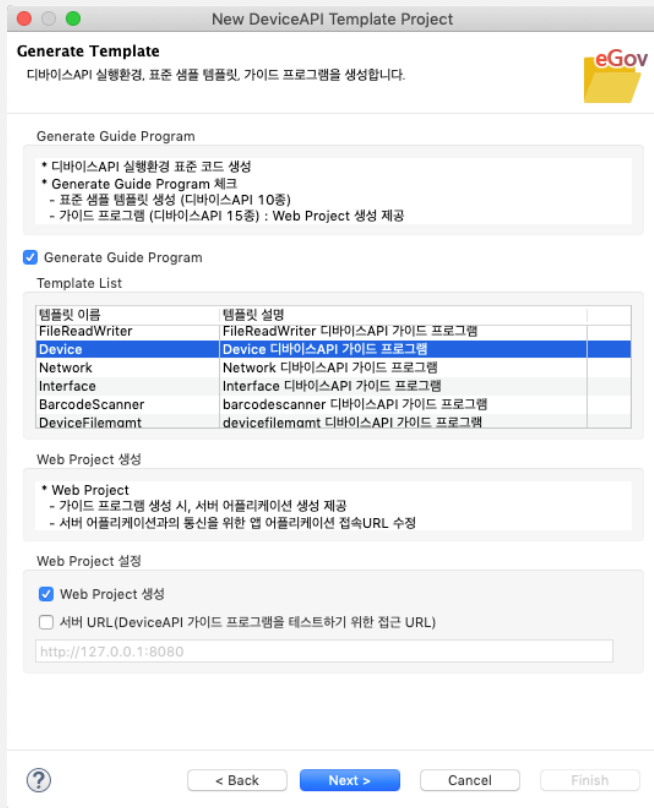 New DeviceAPI Template Project
Generate Template
디바이스API 실행환경, 표준 샘플 템플릿, 가이드 프로그램을 생성합니다.
eGov
Generate Guide Program
* 디바이스API 실행환경 표준 코드 생성
* Generate Guide Program 체크
- 표준 샘플 템플릿 생성 (디바이스API 10종)
- 가이드 프로그램 (디바이스API 15종) : Web Project 생성 제공
Generate Guide Program
Template List
템플릿 이름 템플릿 설명
FileReadWriter FileReadWriter 디바이스API 가이드 프로그램
Device Device 디바이스API 가이드 프로그램
Network Network 디바이스API 가이드 프로그램
Interface Interface 디바이스API 가이드 프로그램
BarcodeScanner barcodescanner 디바이스API 가이드 프로그램
DeviceFilemgmt devicefilemgmt 디바이스API 가이드 프로그램
Web Project 생성
* Web Project
- 가이드 프로그램 생성 시, 서버 어플리케이션 생성 제공
- 서버 어플리케이션과의 통신을 위한 앱 어플리케이션 접속URL 수정
Web Project 설정
Web Project 생성
서버 URL(DeviceAPI 가이드 프로그램을 테스트하기 위한 접근 URL)
http://127.0.0.1:8080
?
< Back
Next >
Cancel
Finish